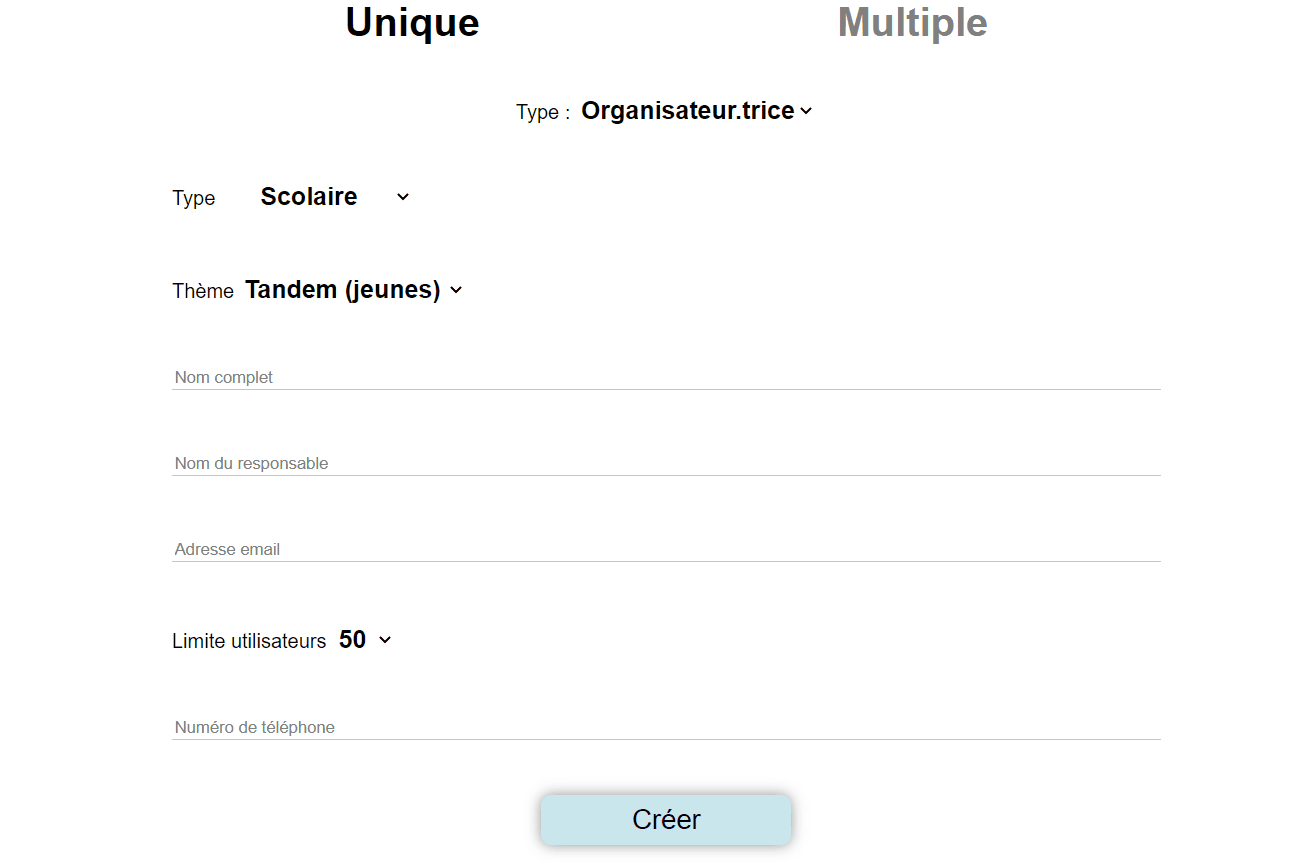 Unique Multiple
Type : Organisateur.trice
Type Scolaire
Thème Tandem (jeunes)
Nom complet
Nom du responsable
Adresse email
Limite utilisateurs 50
Numéro de téléphone
Créer